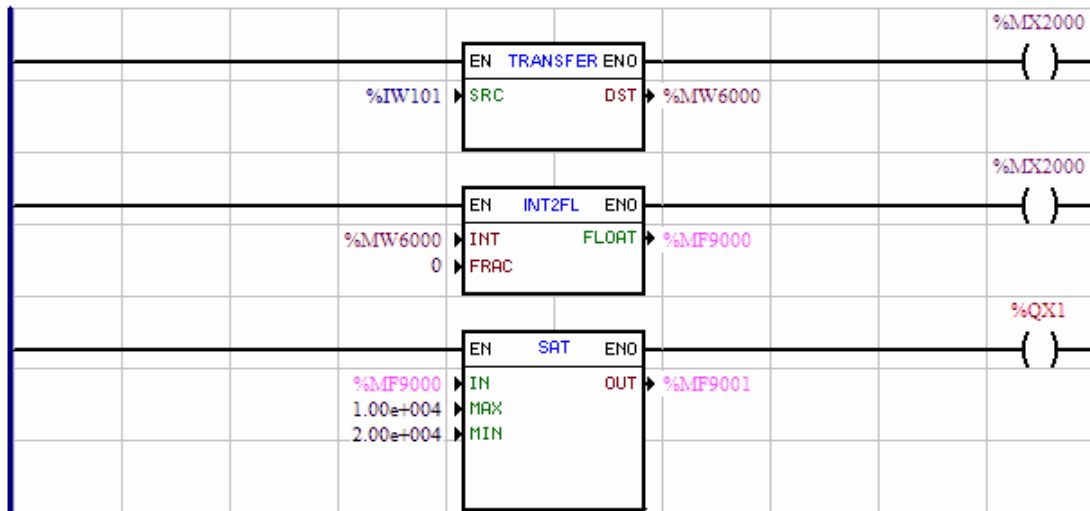 %MX2000
EN TRANSFER ENO
%IW101 SRC DST %MW6000
%MX2000
EN INT2FL ENO
%MW6000 INT FLOAT %MF9000
0 FRAC
%QX1
EN SAT ENO
%MF9000 IN OUT %MF9001
1.00e+004 MAX
2.00e+004 MIN